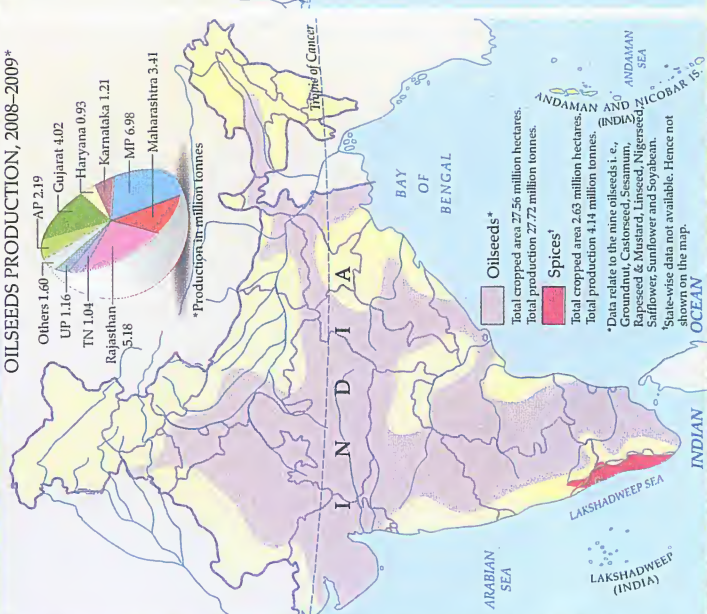 OILSEEDS PRODUCTION, 2008–2009*
Others 1.60
AP 2.19
Gujarat 4.02
Haryana 0.93
Karnataka 1.21
MP 6.98
Maharashtra 3.41
UP 1.16
TN 1.04
Rajasthan
5.18
*Production in million tonnes
Tropic of Cancer
INDIA
ARABIAN
SEA
BAY
OF
BENGAL
ANDAMAN
SEA
ANDAMAN AND NICOBAR IS.
(INDIA)
LAKSHADWEEP SEA
LAKSHADWEEP
(INDIA)
INDIAN
OCEAN
Oilseeds*
Total cropped area 27.56 million hectares.
Total production 27.72 million tonnes.
Spices†
Total cropped area 2.63 million hectares.
Total production 4.14 million tonnes.
*Data relate to the nine oilseeds i. e.,
Groundnut, Castorseed, Sesamum,
Rapeseed & Mustard, Linseed, Nigerseed,
Safflower, Sunflower and Soyabean.
†State-wise data not available. Hence not
shown on the map.